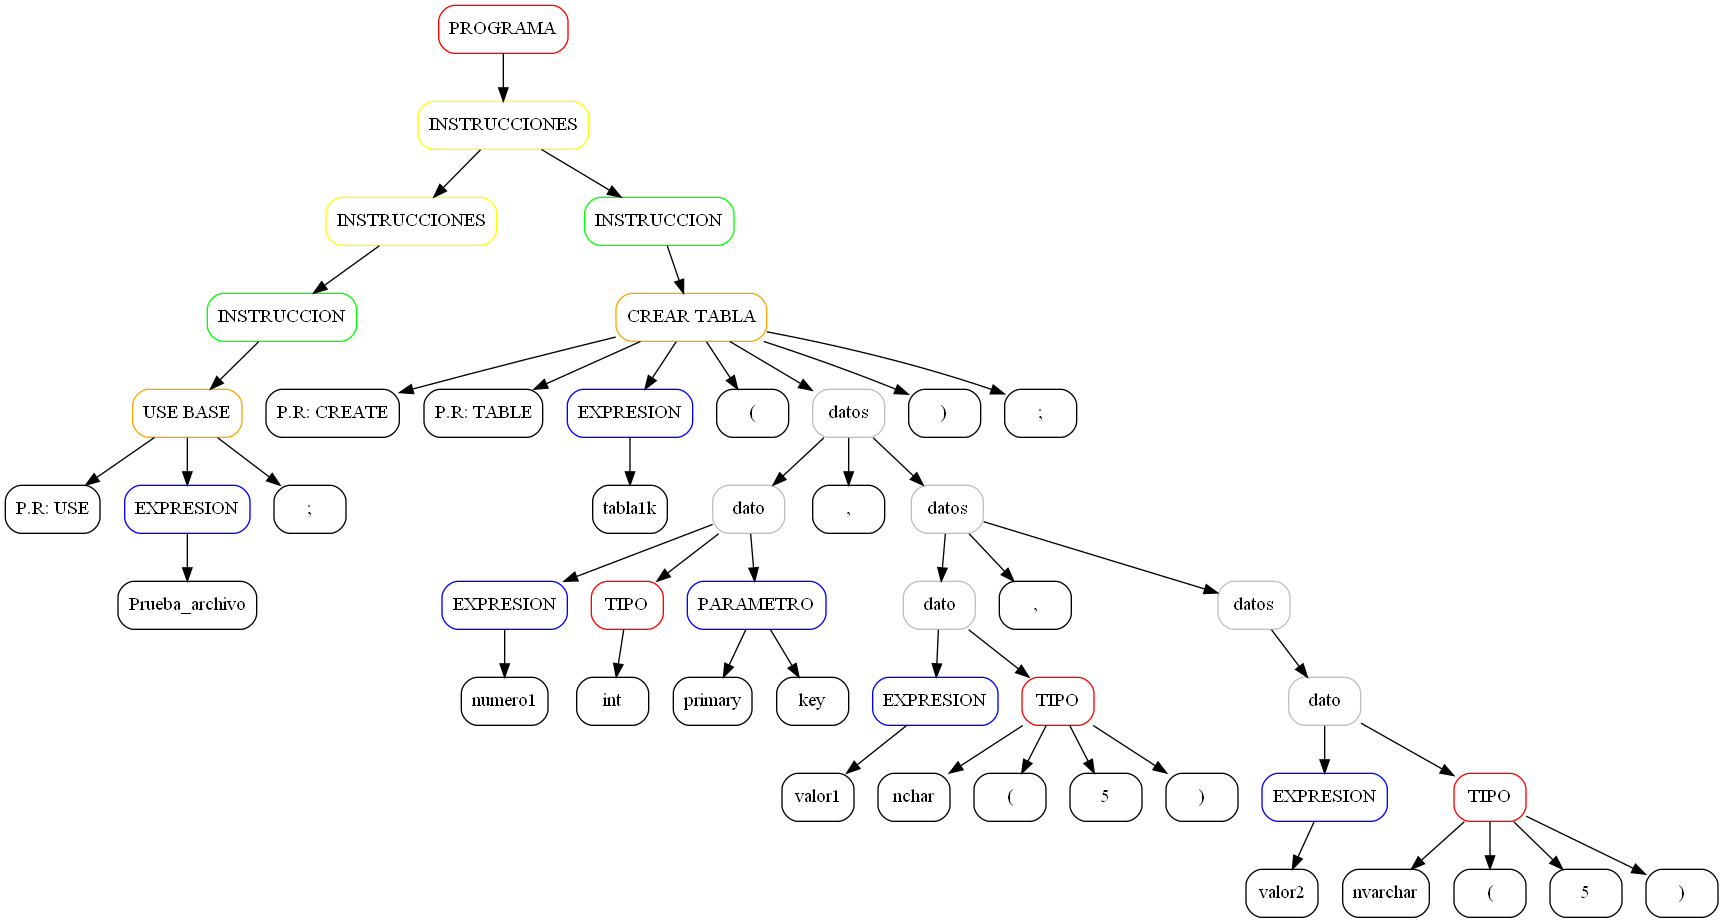 PROGRAMA
INSTRUCCIONES
INSTRUCCIONES
INSTRUCCION
INSTRUCCION
CREAR TABLA
USE BASE
P.R: CREATE
P.R: TABLE
EXPRESION
(
datos
)
;
P.R: USE
EXPRESION
;
tabla1k
dato
,
datos
Prueba_archivo
EXPRESION
TIPO
PARAMETRO
dato
,
datos
numero1
int
primary
key
EXPRESION
TIPO
dato
valor1
nchar
(
5
)
EXPRESION
TIPO
valor2
nvarchar
(
5
)